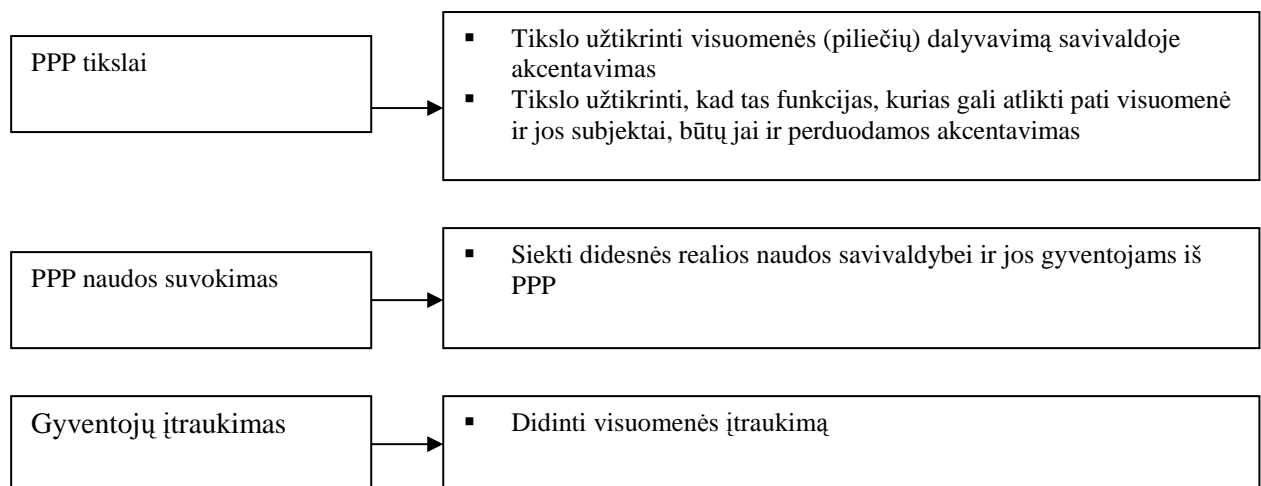 PPP tikslai
▪ Tikslo užtikrinti visuomenės (piliečių) dalyvavimą savivaldoje
akcentavimas
▪ Tikslo užtikrinti, kad tas funkcijas, kurias gali atlikti pati visuomenė
ir jos subjektai, būtų jai ir perduodamos akcentavimas
PPP naudos suvokimas
▪ Siekti didesnės realios naudos savivaldybei ir jos gyventojams iš
PPP
Gyventojų įtraukimas
▪ Didinti visuomenės įtraukimą